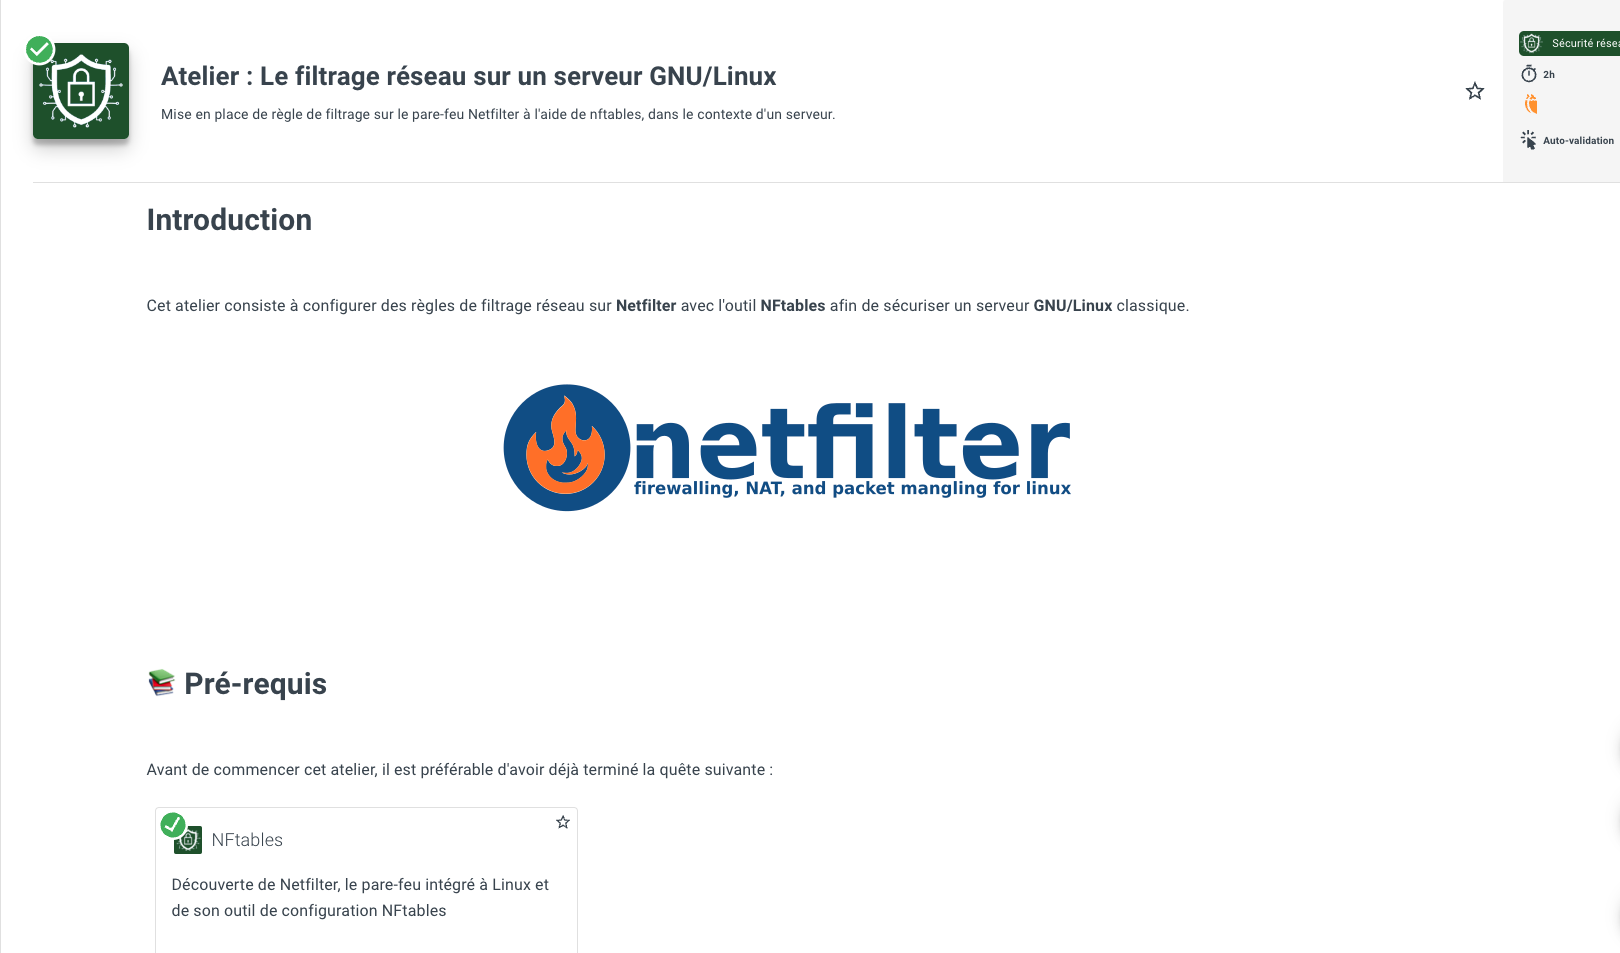 Atelier : Le filtrage réseau sur un serveur GNU/Linux
Mise en place de règle de filtrage sur le pare-feu Netfilter à l'aide de nftables, dans le contexte d'un serveur.
Sécurité
2h
Auto-validation
Introduction
Cet atelier consiste à configurer des règles de filtrage réseau sur Netfilter avec l'outil NFtables afin de sécuriser un serveur GNU/Linux classique.
netfilter
firewalling, NAT, and packet mangling for linux
📚 Pré-requis
Avant de commencer cet atelier, il est préférable d'avoir déjà terminé la quête suivante :
NFtables
Découverte de Netfilter, le pare-feu intégré à Linux et
de son outil de configuration NFtables